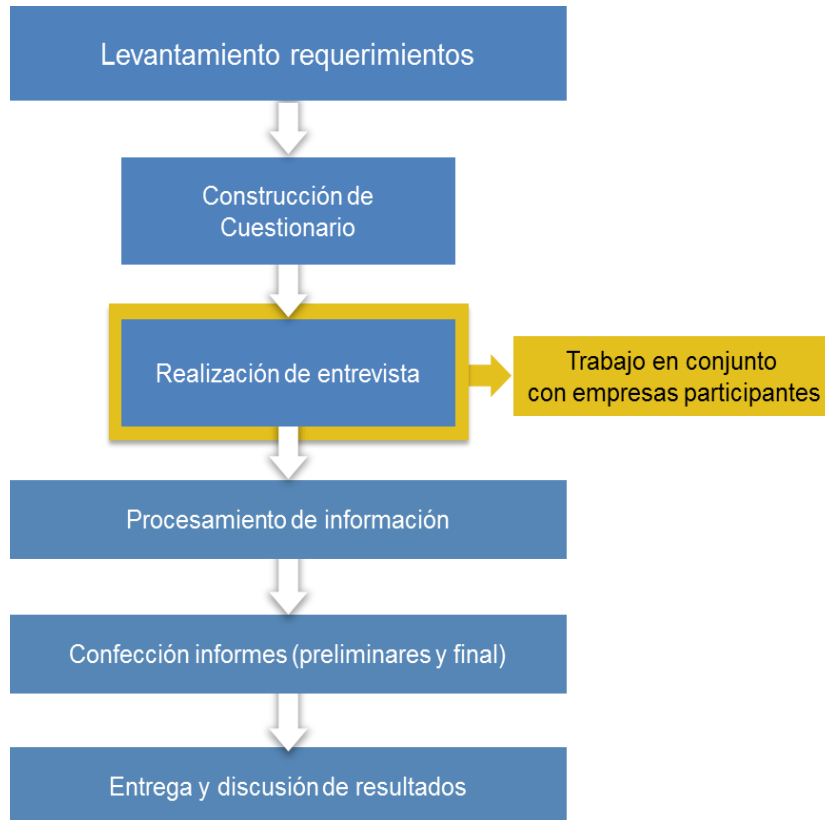 Levantamiento requerimientos
Construcción de
Cuestionario
Realización de entrevista
Trabajo en conjunto
con empresas participantes
Procesamiento de información
Confección informes (preliminares y final)
Entrega y discusión de resultados